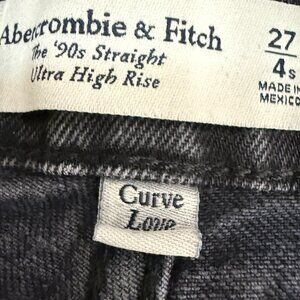 Abercrombie & Fitch
The '90s Straight
Ultra High Rise
27
4s
MADE IN
MEXICO
Curve
Love